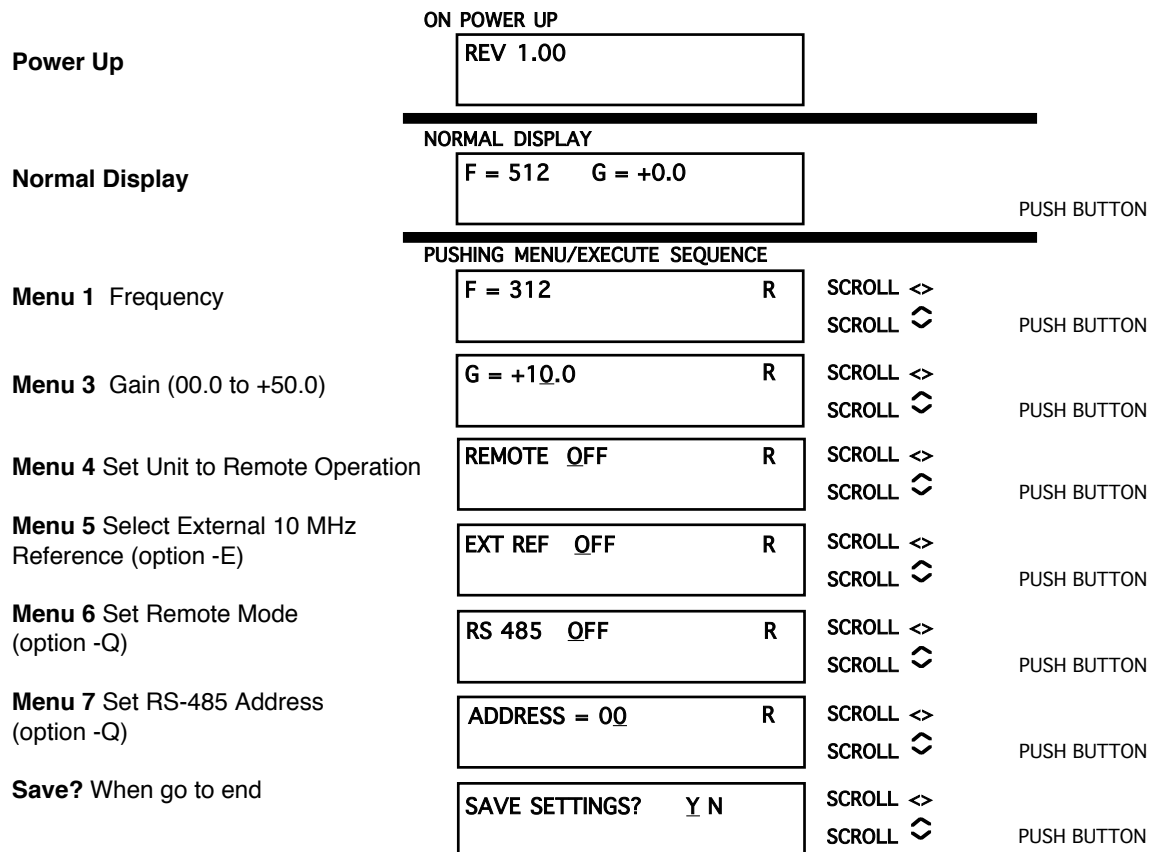 ON POWER UP
Power Up
REV 1.00
NORMAL DISPLAY
Normal Display
F = 512 G = +0.0
PUSH BUTTON
PUSHING MENU/EXECUTE SEQUENCE
Menu 1 Frequency
F = 312 R
SCROLL <>
SCROLL
PUSH BUTTON
Menu 3 Gain (00.0 to +50.0)
G = +10.0 R
SCROLL <>
SCROLL
PUSH BUTTON
Menu 4 Set Unit to Remote Operation
REMOTE OFF R
SCROLL <>
SCROLL
PUSH BUTTON
Menu 5 Select External 10 MHz
Reference (option -E)
EXT REF OFF R
SCROLL <>
SCROLL
PUSH BUTTON
Menu 6 Set Remote Mode
(option -Q)
RS 485 OFF R
SCROLL <>
SCROLL
PUSH BUTTON
Menu 7 Set RS-485 Address
(option -Q)
ADDRESS = 00 R
SCROLL <>
SCROLL
PUSH BUTTON
Save? When go to end
SAVE SETTINGS? Y N
SCROLL <>
SCROLL
PUSH BUTTON